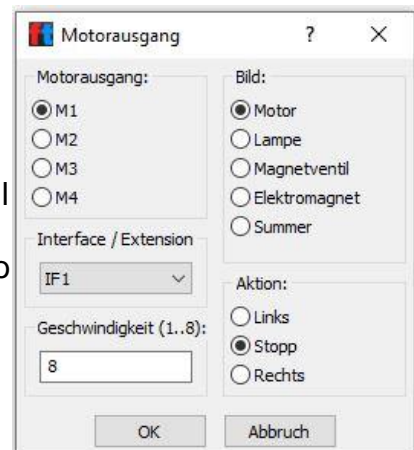 Motorausgang ? ×
Motorausgang:
M1
M2
M3
M4
Interface / Extension
IF1
Geschwindigkeit (1..8):
8
Bild:
Motor
Lampe
Magnetventil
Elektromagnet
Summer
Aktion:
Links
Stopp
Rechts
OK Abbruch